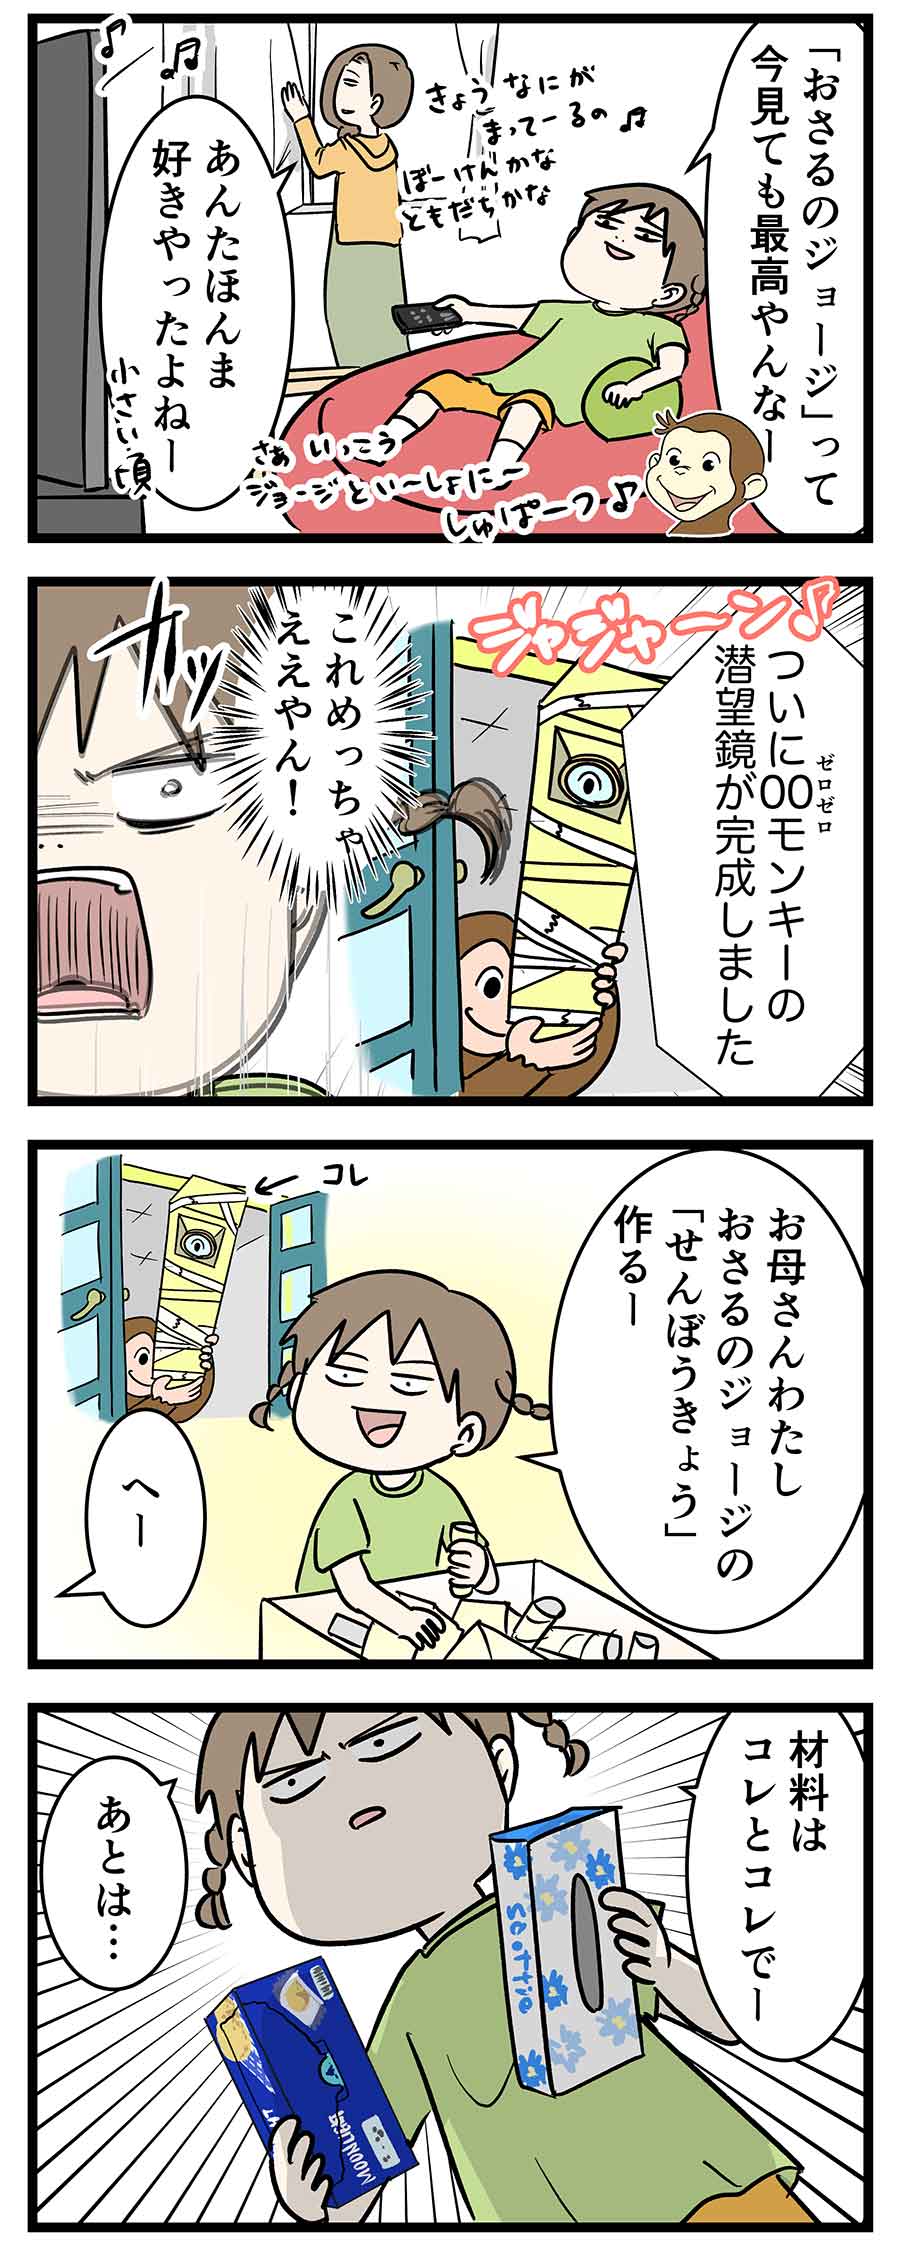 「おさるのジョージ」って
今見ても最高やんなー
きょう なにが
まってーるの♫
ぼーけんかな
ともだちかな
♪
♫
あんたほんま
好きやったよねー
小さい頃
さぁ いっこう
ジョージとい〜しょに〜
しゅぱーつ♪
ジャジャーン♪
ついに00モンキーの
ゼロゼロ
潜望鏡が完成しました
これめっちゃ
ええやん！
カッ
お母さんわたし
おさるのジョージの
「せんぼうきょう」
作るー
←コレ
へー
材料は
コレとコレでー
scottie
MOONLIGHT
あとは…